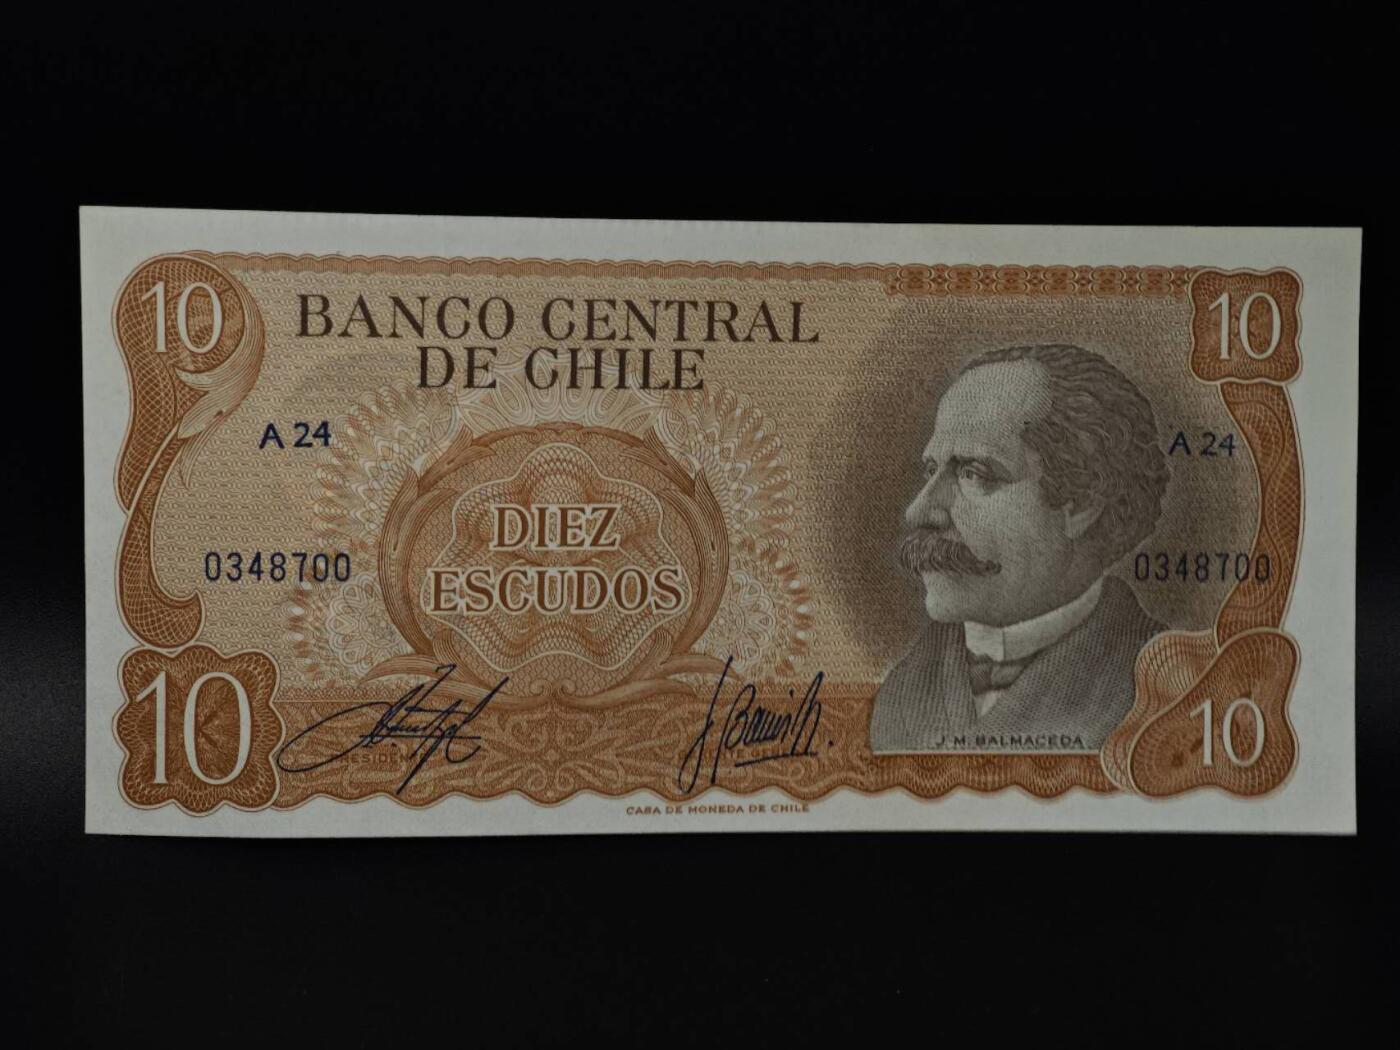 10
10
BANCO CENTRAL
DE CHILE
A 24
A 24
DIEZ
0348700
0348700
ESCUDOS
10
10
J. M. BALMACEDA
CASA DE MONEDA DE CHILE